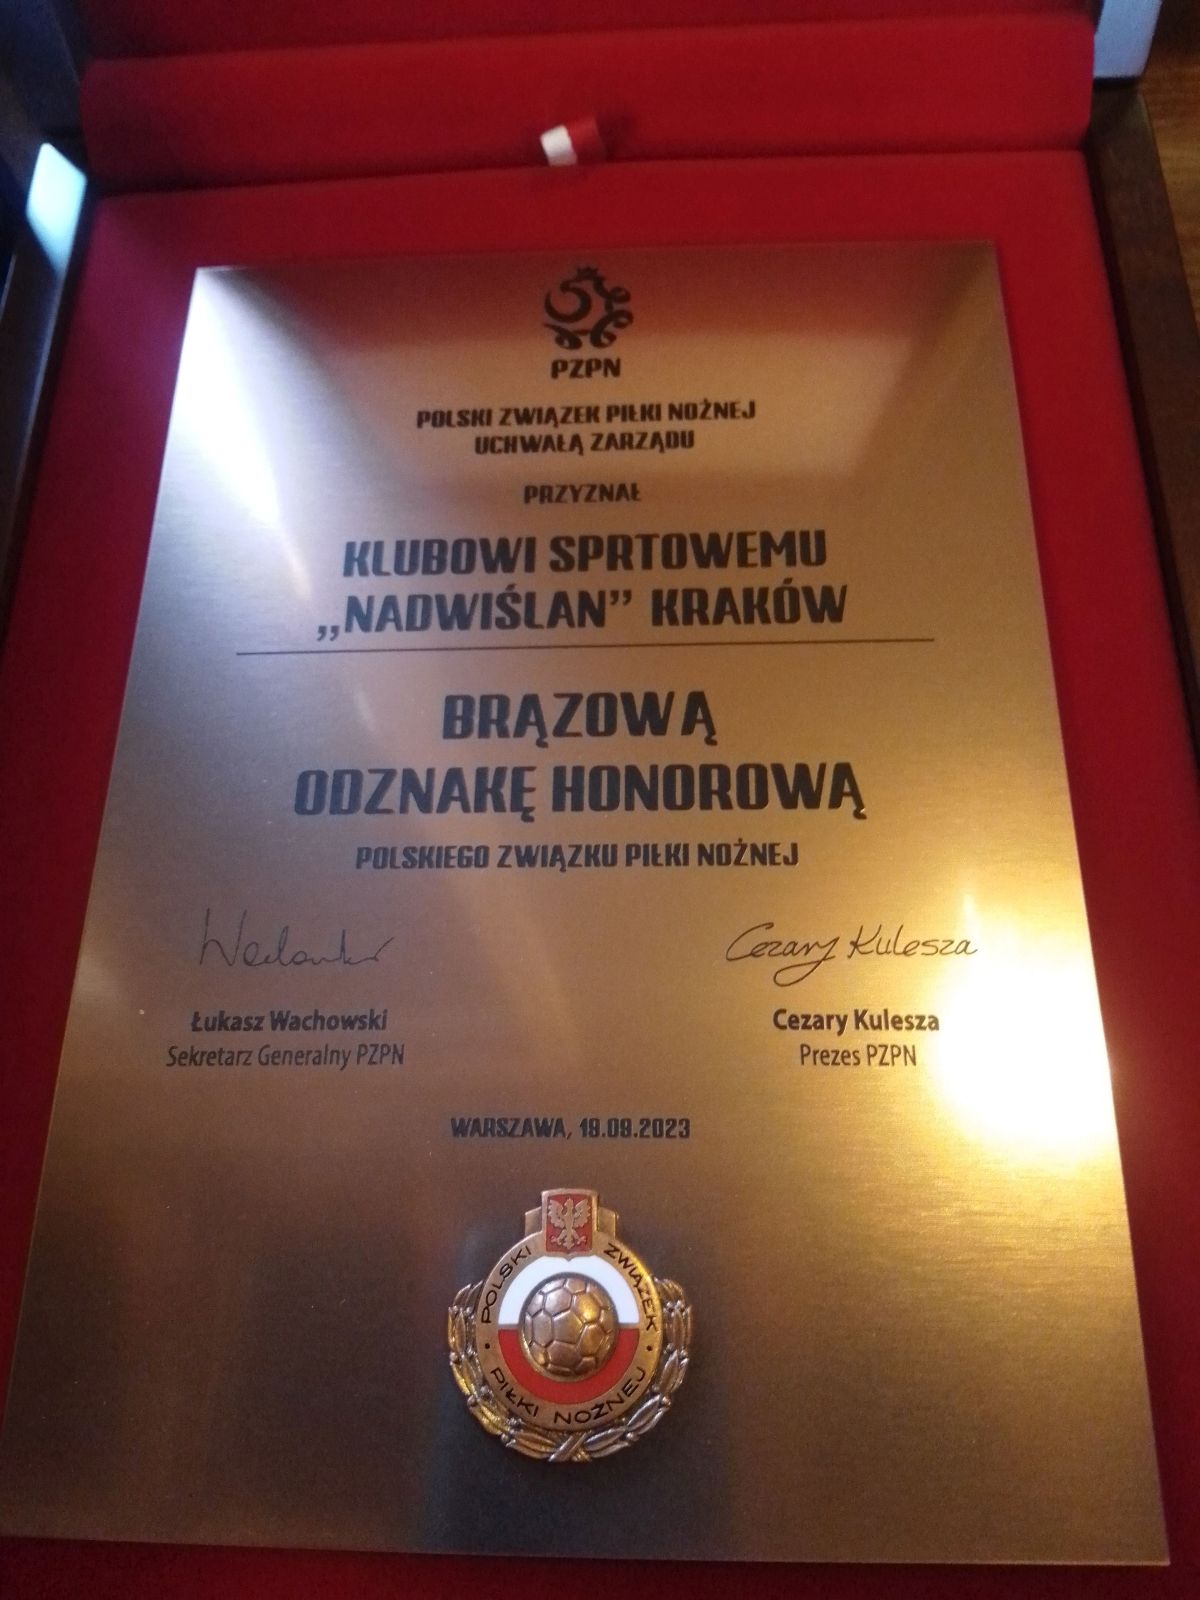 PZPN
POLSKI ZWIĄZEK PIŁKI NOŻNEJ
UCHWAŁĄ ZARZĄDU
PRZYZNAŁ
KLUBOWI SPRTOWEMU
„NADWIŚLAN” KRAKÓW
BRĄZOWĄ
ODZNAKĘ HONOROWĄ
POLSKIEGO ZWIĄZKU PIŁKI NOŻNEJ
Cezary Kulesza
Łukasz Wachowski
Sekretarz Generalny PZPN
Cezary Kulesza
Prezes PZPN
WARSZAWA, 19.09.2023
POLSKI ZWIĄZEK
PIŁKI NOŻNEJ